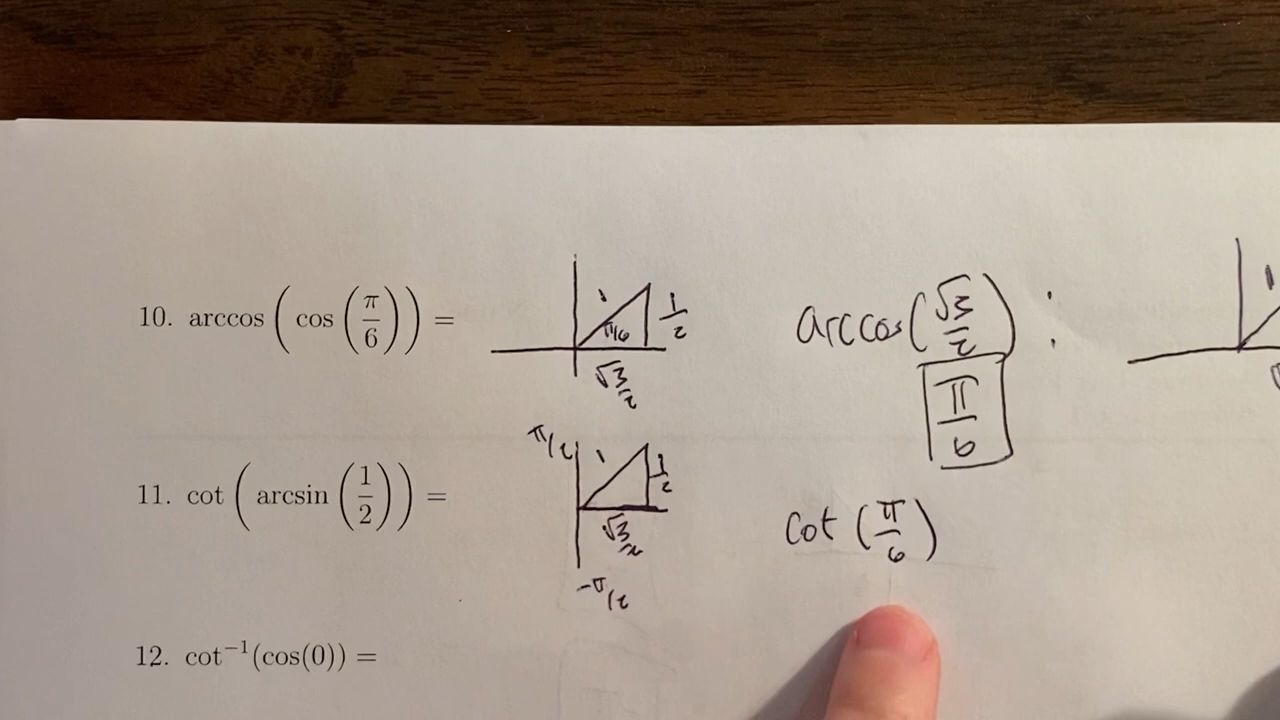 10. arccos(cos(π/6)) =
1
π/6
1/2
√3/2
arccos(√3/2) :
π/6
11. cot(arcsin(1/2)) =
π/2
1
1/2
√3/2
-π/2
cot(π/6)
12. cot⁻¹(cos(0)) =